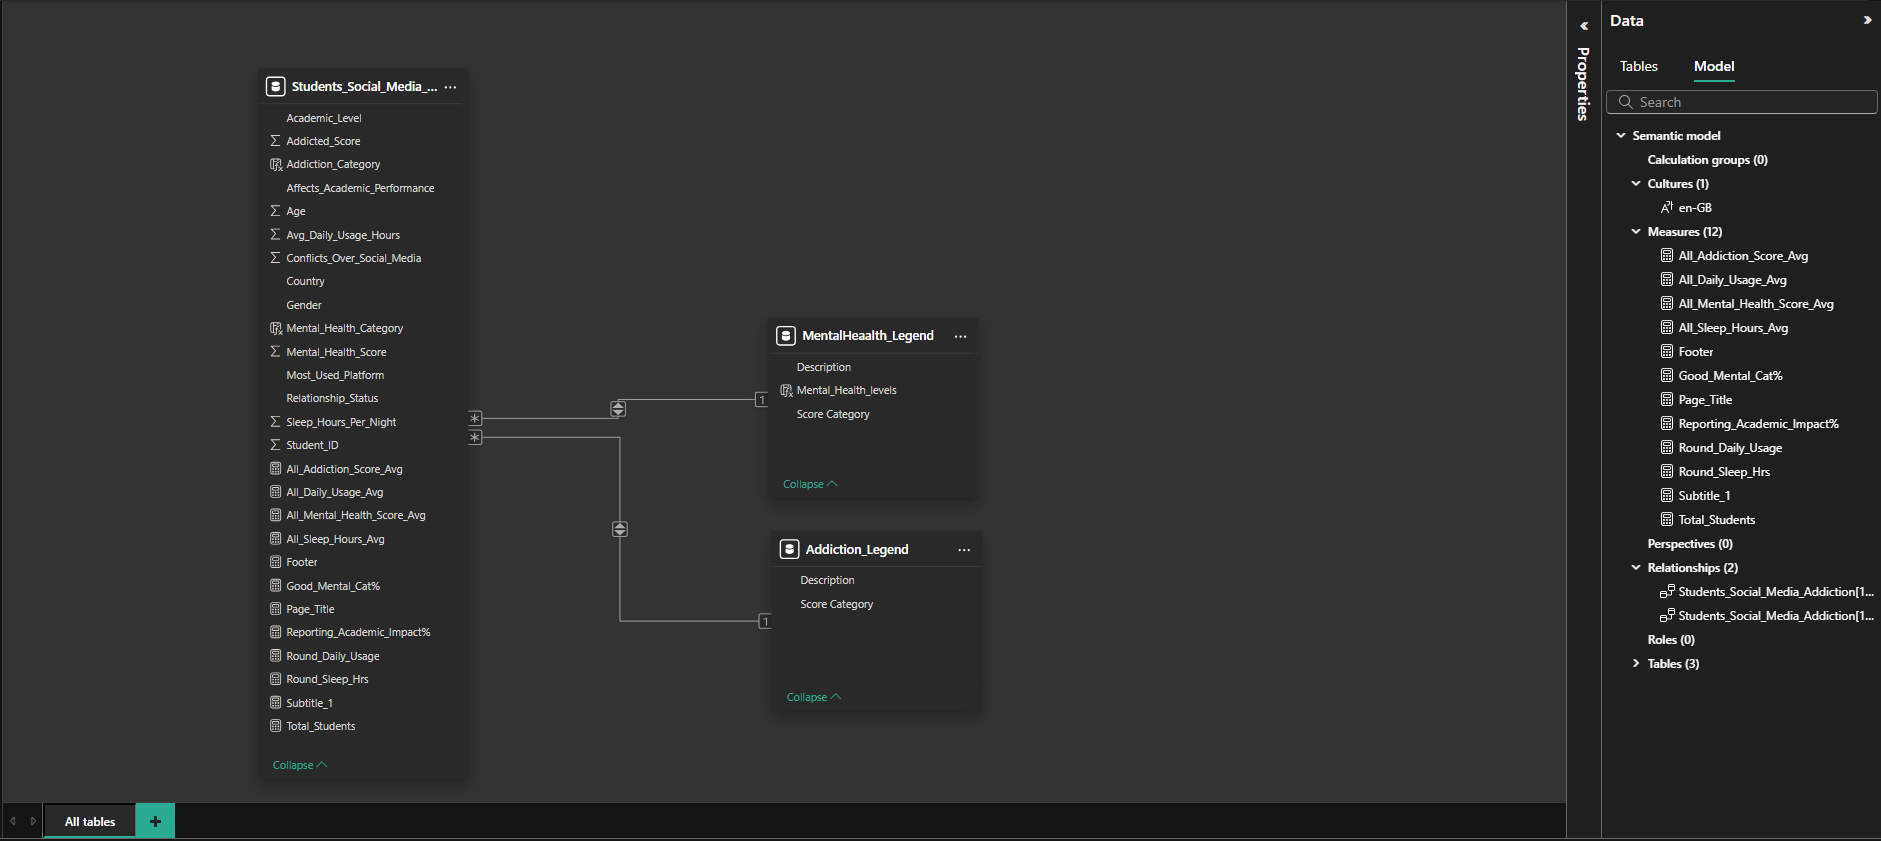 Students_Social_Media_... ...
Academic_Level
Addicted_Score
Addiction_Category
Affects_Academic_Performance
Age
Avg_Daily_Usage_Hours
Conflicts_Over_Social_Media
Country
Gender
Mental_Health_Category
Mental_Health_Score
Most_Used_Platform
Relationship_Status
Sleep_Hours_Per_Night
Student_ID
All_Addiction_Score_Avg
All_Daily_Usage_Avg
All_Mental_Health_Score_Avg
All_Sleep_Hours_Avg
Footer
Good_Mental_Cat%
Page_Title
Reporting_Academic_Impact%
Round_Daily_Usage
Round_Sleep_Hrs
Subtitle_1
Total_Students
Collapse
*
*
1
1
MentalHeaalth_Legend ...
Description
Mental_Health_levels
Score Category
Collapse
Addiction_Legend ...
Description
Score Category
Collapse
All tables +
Properties
Data
Tables Model
Search
Semantic model
Calculation groups (0)
Cultures (1)
en-GB
Measures (12)
All_Addiction_Score_Avg
All_Daily_Usage_Avg
All_Mental_Health_Score_Avg
All_Sleep_Hours_Avg
Footer
Good_Mental_Cat%
Page_Title
Reporting_Academic_Impact%
Round_Daily_Usage
Round_Sleep_Hrs
Subtitle_1
Total_Students
Perspectives (0)
Relationships (2)
Students_Social_Media_Addiction[1...
Students_Social_Media_Addiction[1...
Roles (0)
Tables (3)